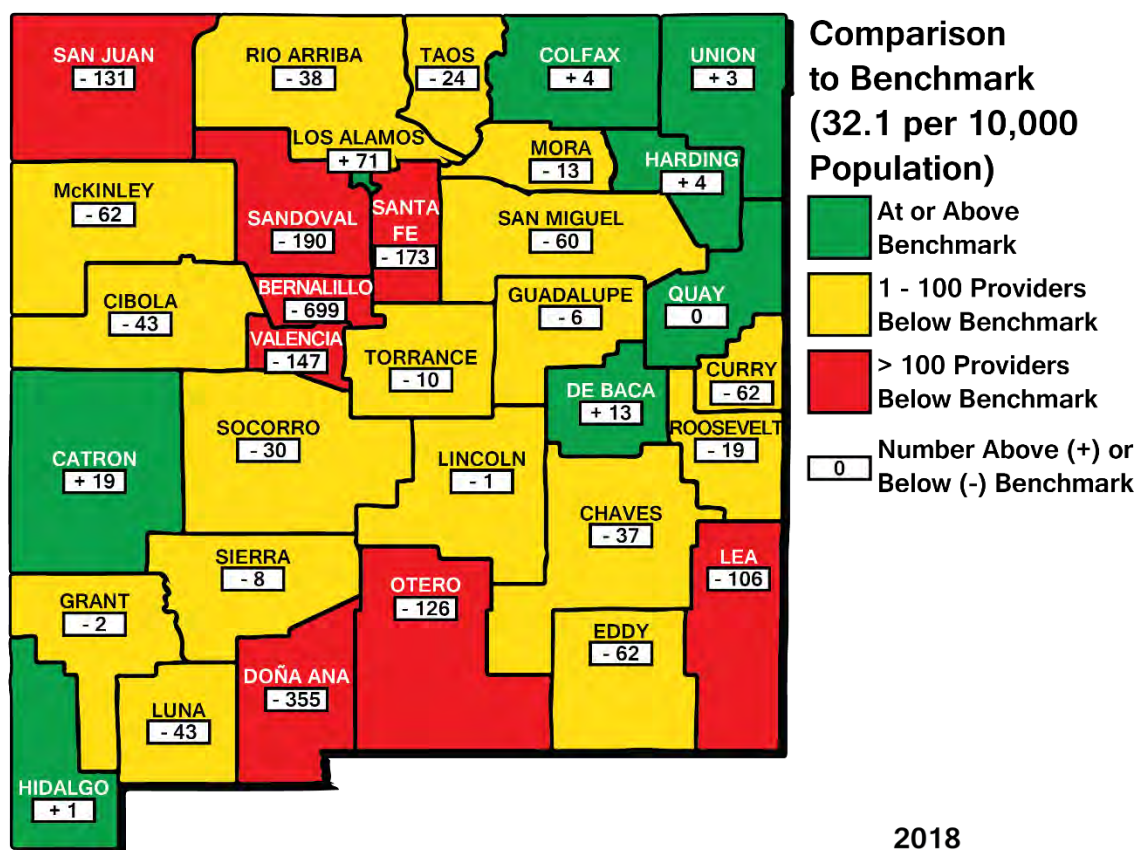 SAN JUAN
- 131
RIO ARRIBA
- 38
TAOS
- 24
COLFAX
+ 4
UNION
+ 3
LOS ALAMOS
+ 71
MORA
- 13
HARDING
+ 4
McKINLEY
- 62
SANDOVAL
- 190
SANTA
FE
- 173
SAN MIGUEL
- 60
CIBOLA
- 43
BERNALILLO
- 699
GUADALUPE
- 6
QUAY
0
VALENCIA
- 147
TORRANCE
- 10
CURRY
- 62
DE BACA
+ 13
ROOSEVELT
- 19
CATRON
+ 19
SOCORRO
- 30
LINCOLN
- 1
CHAVES
- 37
SIERRA
- 8
OTERO
- 126
LEA
- 106
GRANT
- 2
EDDY
- 62
DOÑA ANA
- 355
LUNA
- 43
HIDALGO
+ 1
Comparison
to Benchmark
(32.1 per 10,000
Population)
At or Above
Benchmark
1 - 100 Providers
Below Benchmark
> 100 Providers
Below Benchmark
0
Number Above (+) or
Below (-) Benchmark
2018